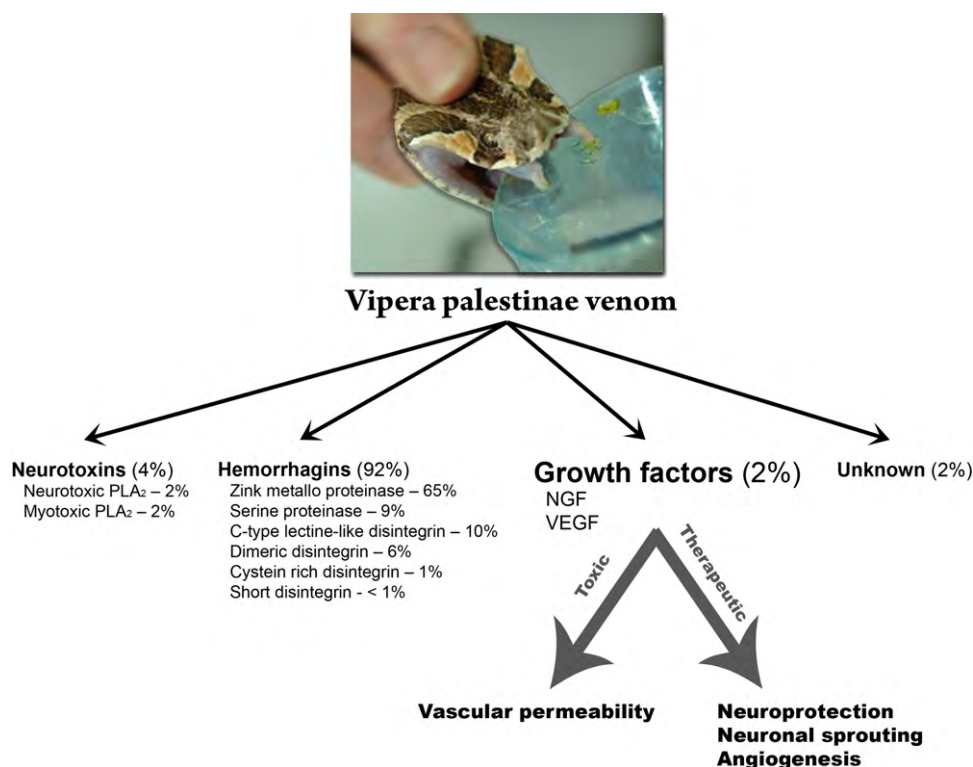 Vipera palestinae venom
Neurotoxins (4%)
Neurotoxic PLA₂ – 2%
Myotoxic PLA₂ – 2%
Hemorrhagins (92%)
Zink metallo proteinase – 65%
Serine proteinase – 9%
C-type lectine-like disintegrin – 10%
Dimeric disintegrin – 6%
Cystein rich disintegrin – 1%
Short disintegrin - < 1%
Growth factors (2%)
NGF
VEGF
Unknown (2%)
Toxic
Therapeutic
Vascular permeability
Neuroprotection
Neuronal sprouting
Angiogenesis